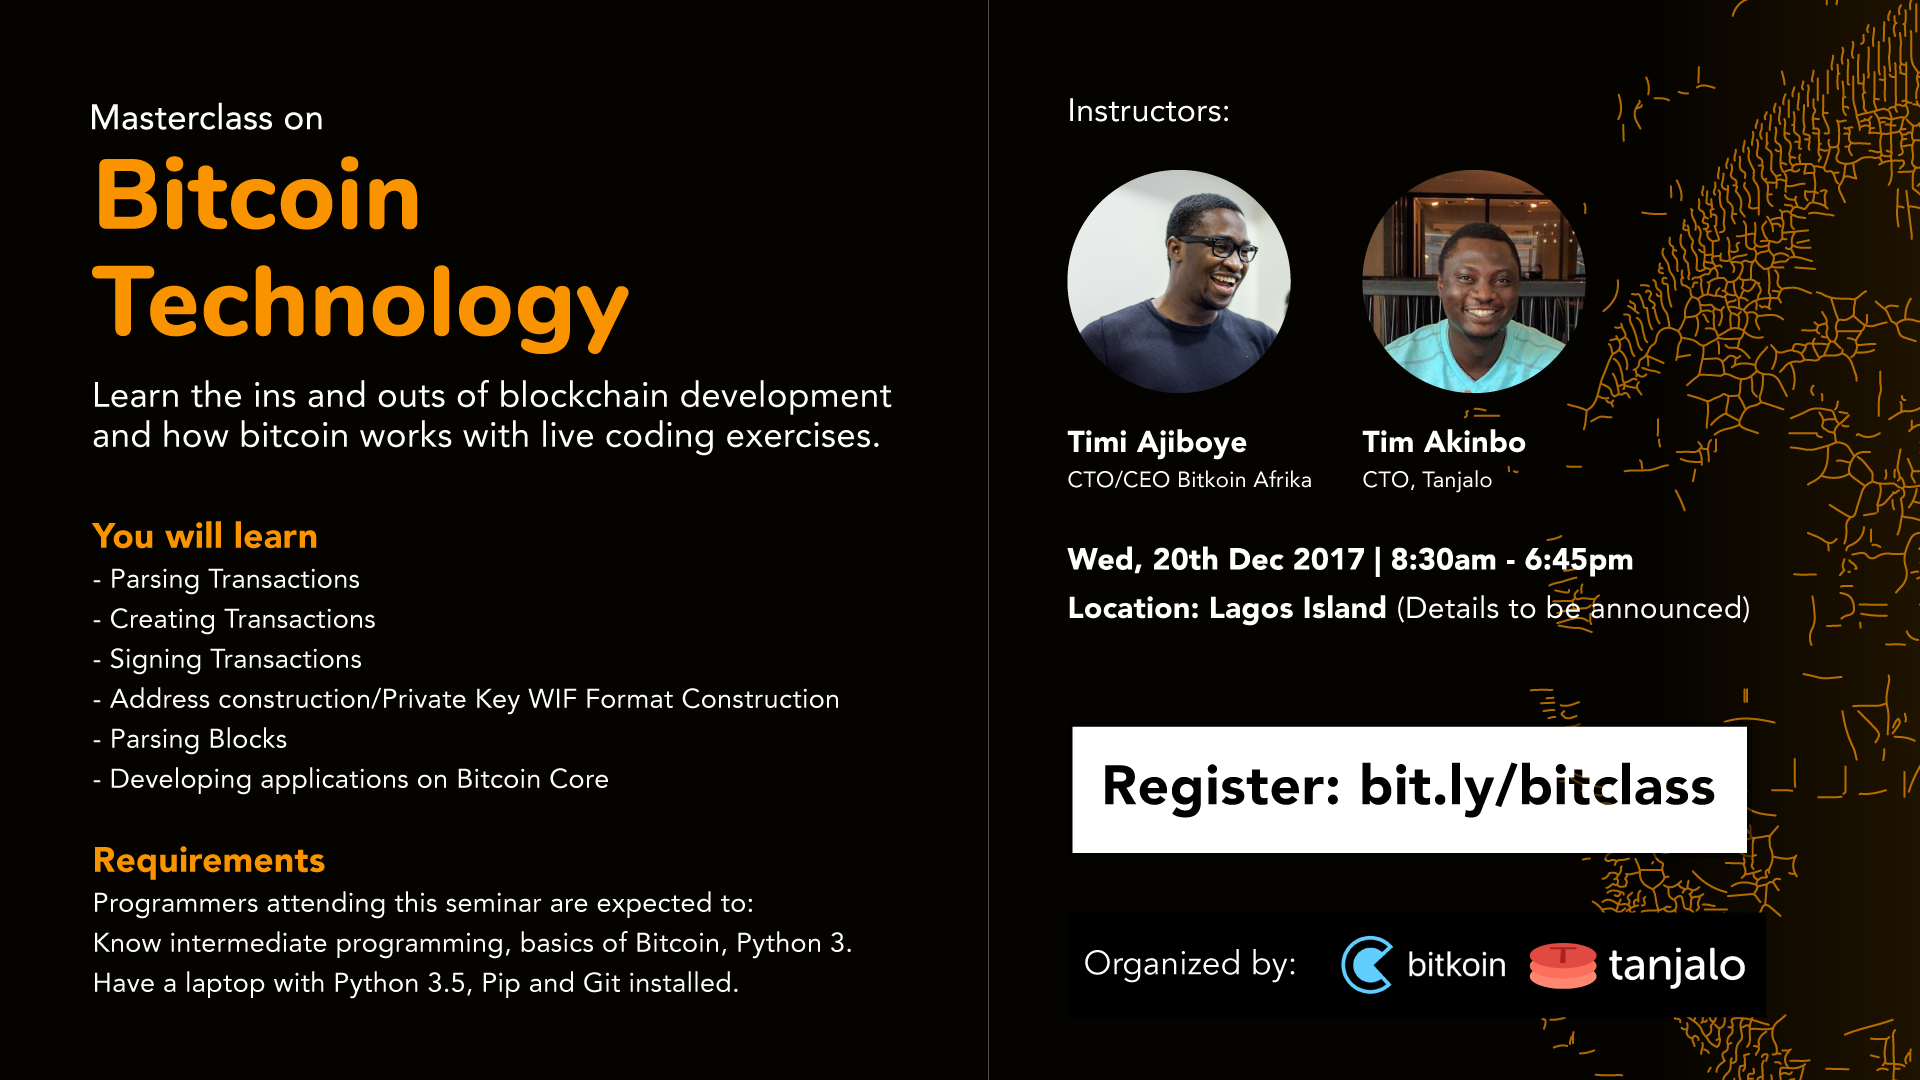 Masterclass on
Bitcoin
Technology
Learn the ins and outs of blockchain development
and how bitcoin works with live coding exercises.
You will learn
- Parsing Transactions
- Creating Transactions
- Signing Transactions
- Address construction/Private Key WIF Format Construction
- Parsing Blocks
- Developing applications on Bitcoin Core
Requirements
Programmers attending this seminar are expected to:
Know intermediate programming, basics of Bitcoin, Python 3.
Have a laptop with Python 3.5, Pip and Git installed.
Instructors:
Timi Ajiboye
CTO/CEO Bitkoin Afrika
Tim Akinbo
CTO, Tanjalo
Wed, 20th Dec 2017 | 8:30am - 6:45pm
Location: Lagos Island (Details to be announced)
Register: bit.ly/bitclass
Organized by: bitkoin tanjalo